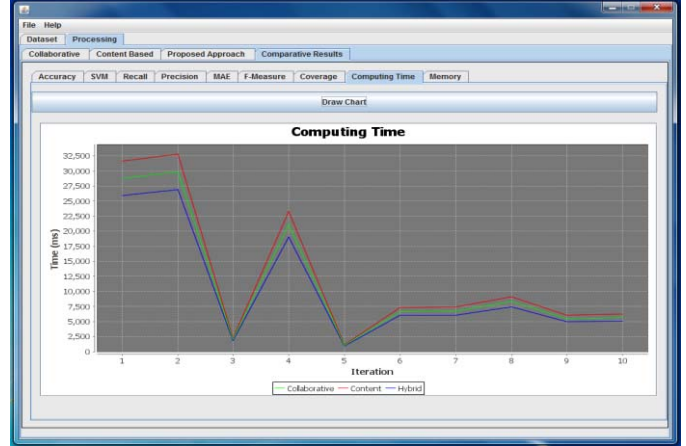 File Help
Dataset Processing
Collaborative Content Based Proposed Approach Comparative Results
Accuracy SVM Recall Precision MAE F-Measure Coverage Computing Time Memory
Draw Chart
Computing Time
32,500
30,000
27,500
25,000
22,500
20,000
17,500
15,000
12,500
10,000
7,500
5,000
2,500
0
Time (ms)
1 2 3 4 5 6 7 8 9 10
Iteration
Collaborative Content Hybrid